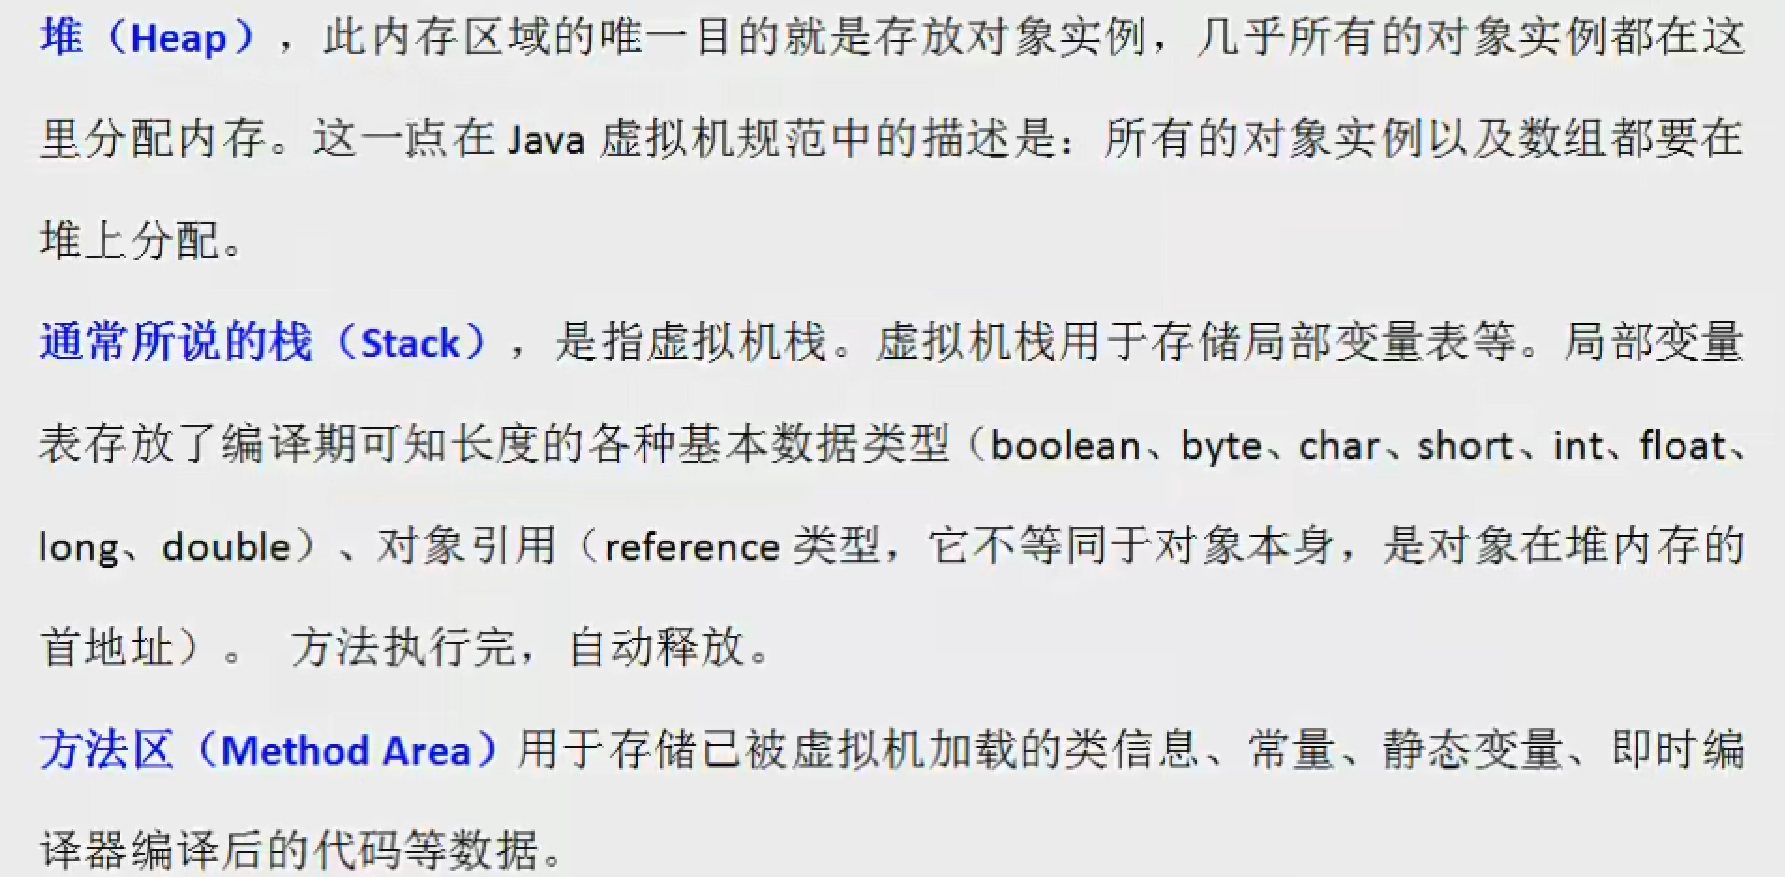 堆（Heap），此内存区域的唯一目的就是存放对象实例，几乎所有的对象实例都在这
里分配内存。这一点在 Java 虚拟机规范中的描述是：所有的对象实例以及数组都要在
堆上分配。
通常所说的栈（Stack），是指虚拟机栈。虚拟机栈用于存储局部变量表等。局部变量
表存放了编译期可知长度的各种基本数据类型（boolean、byte、char、short、int、float、
long、double）、对象引用（reference 类型，它不等同于对象本身，是对象在堆内存的
首地址）。 方法执行完，自动释放。
方法区（Method Area）用于存储已被虚拟机加载的类信息、常量、静态变量、即时编
译器编译后的代码等数据。